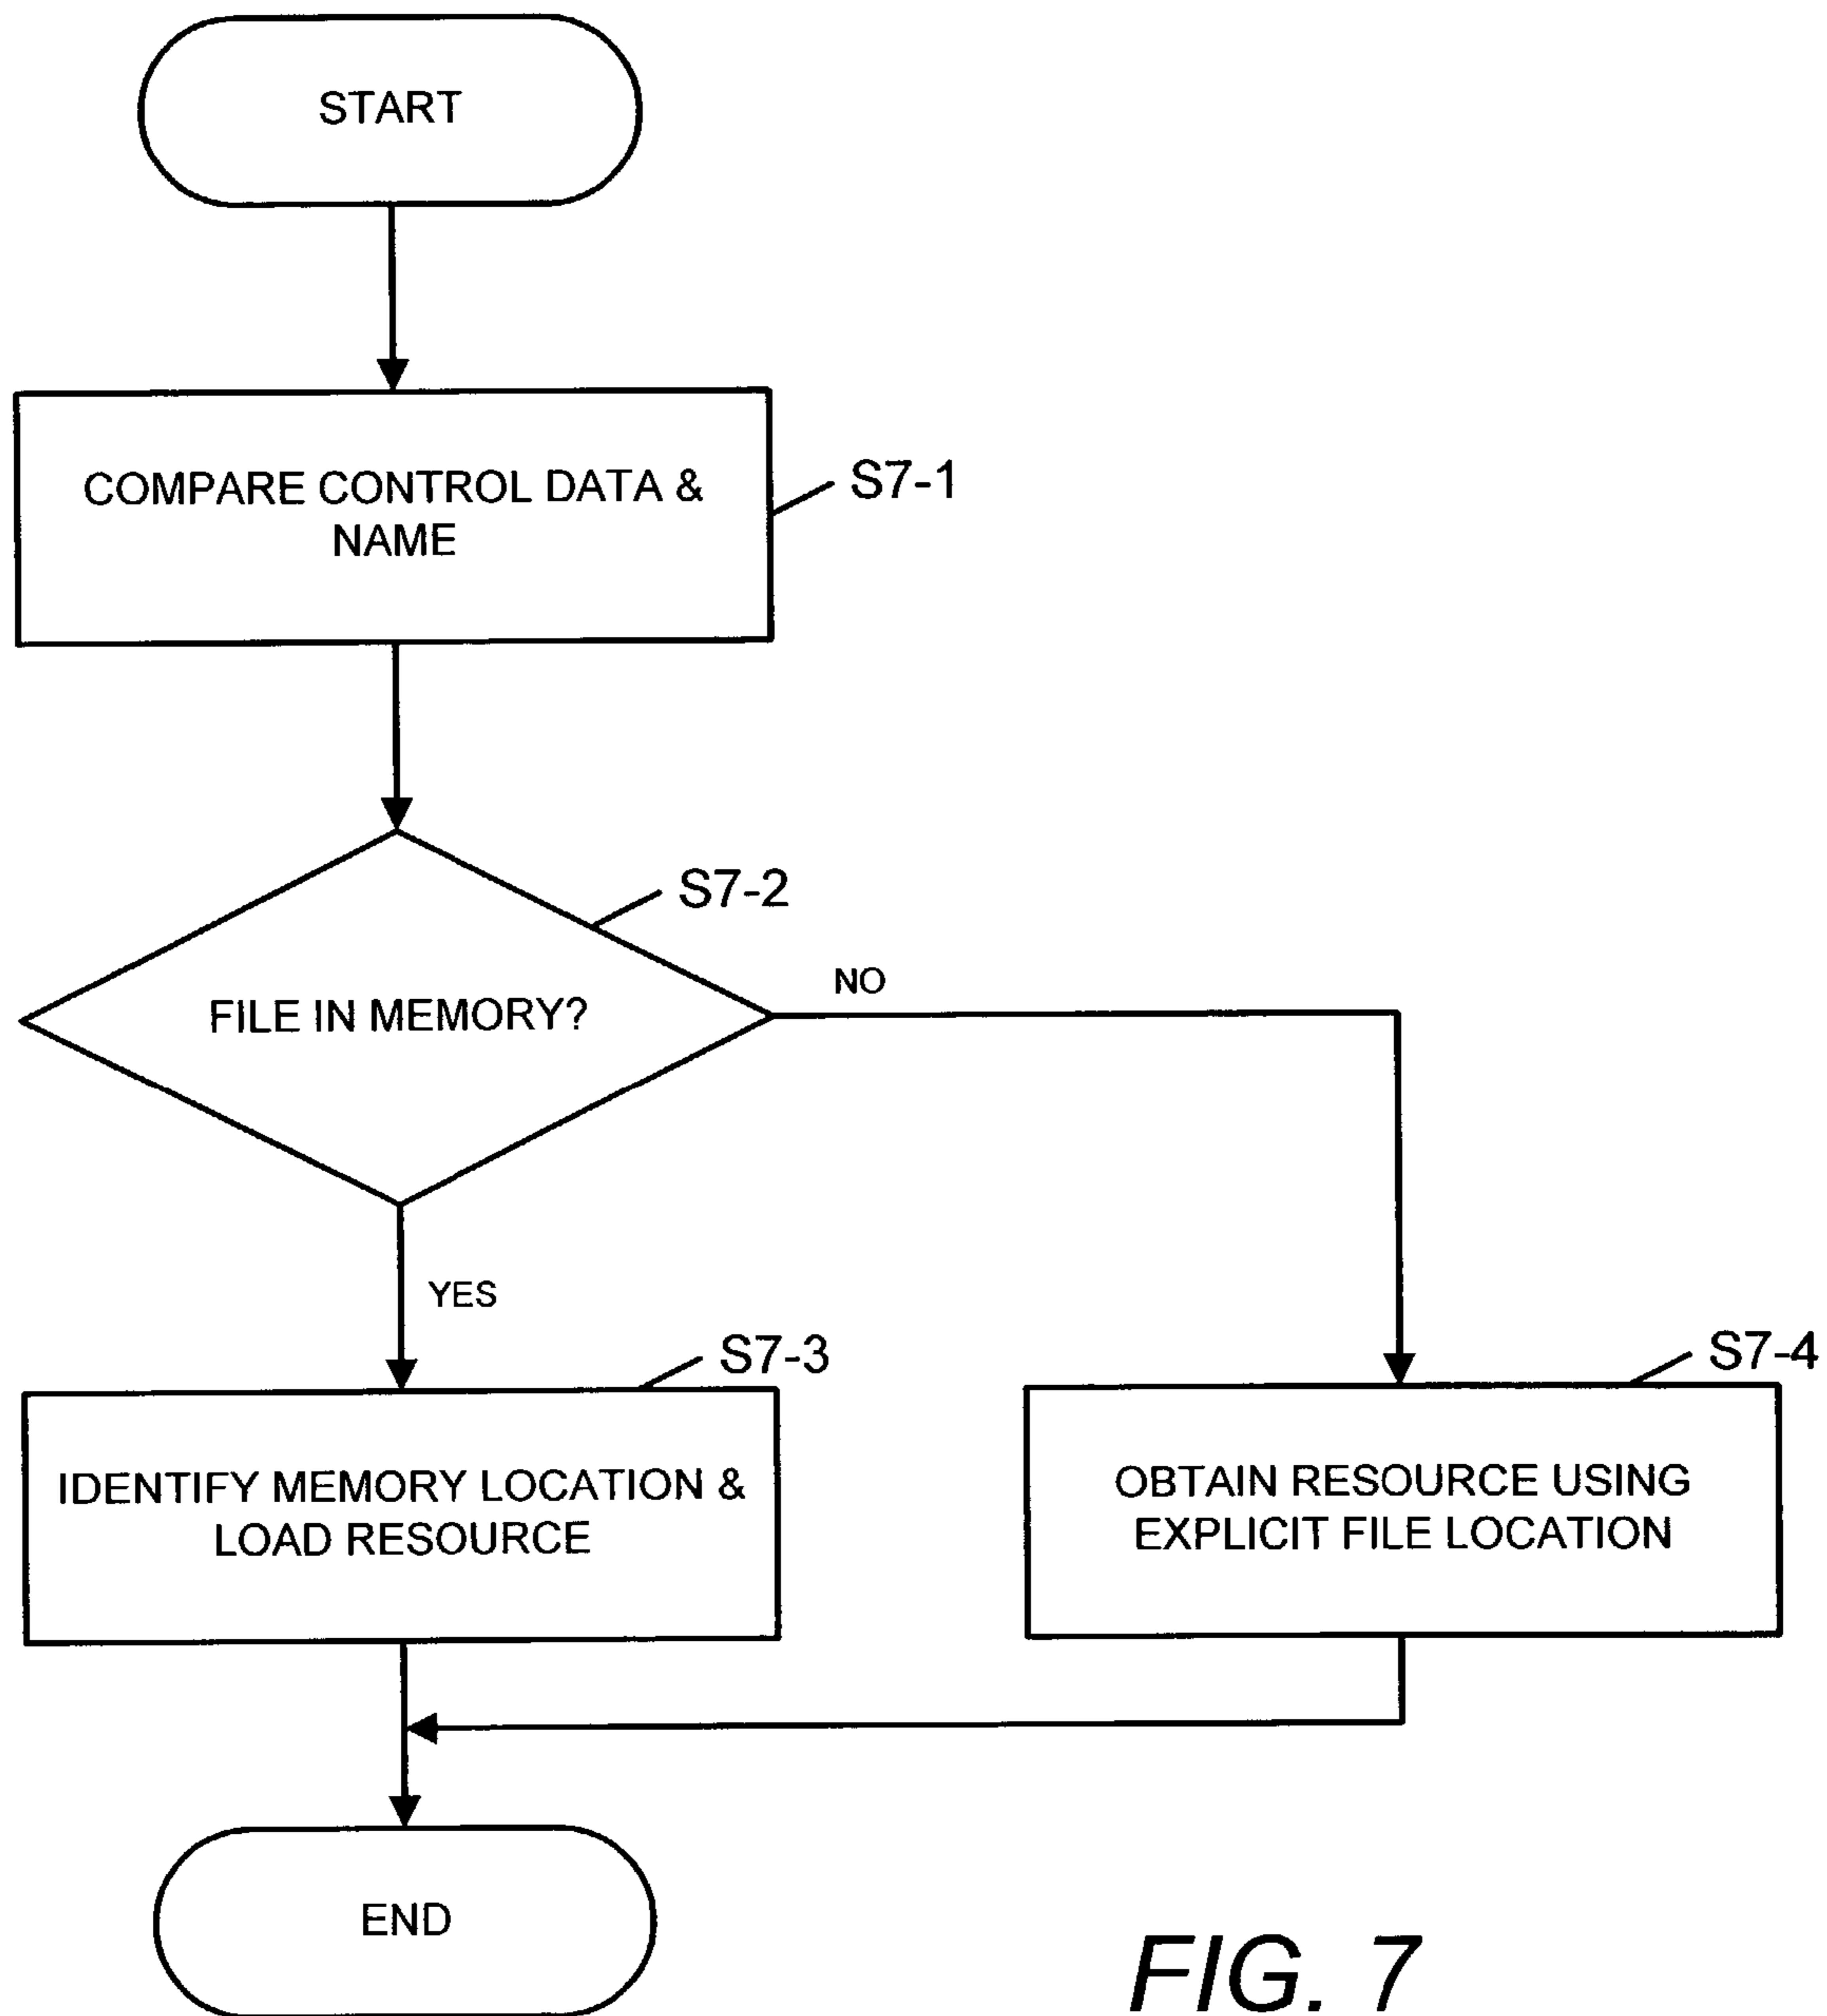 START
COMPARE CONTROL DATA &
NAME
S7-1
S7-2
FILE IN MEMORY?
NO
YES
S7-3
IDENTIFY MEMORY LOCATION &
LOAD RESOURCE
S7-4
OBTAIN RESOURCE USING
EXPLICIT FILE LOCATION
END
FIG. 7